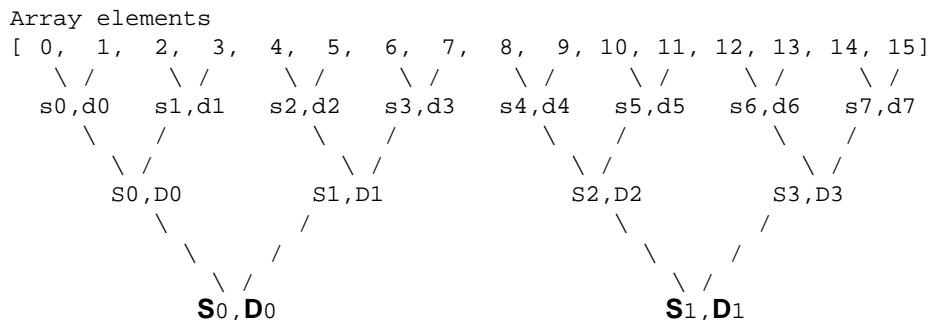 Array elements
[ 0, 1, 2, 3, 4, 5, 6, 7, 8, 9, 10, 11, 12, 13, 14, 15]
s0,d0 s1,d1 s2,d2 s3,d3 s4,d4 s5,d5 s6,d6 s7,d7
S0,D0 S1,D1 S2,D2 S3,D3
S0,D0 S1,D1